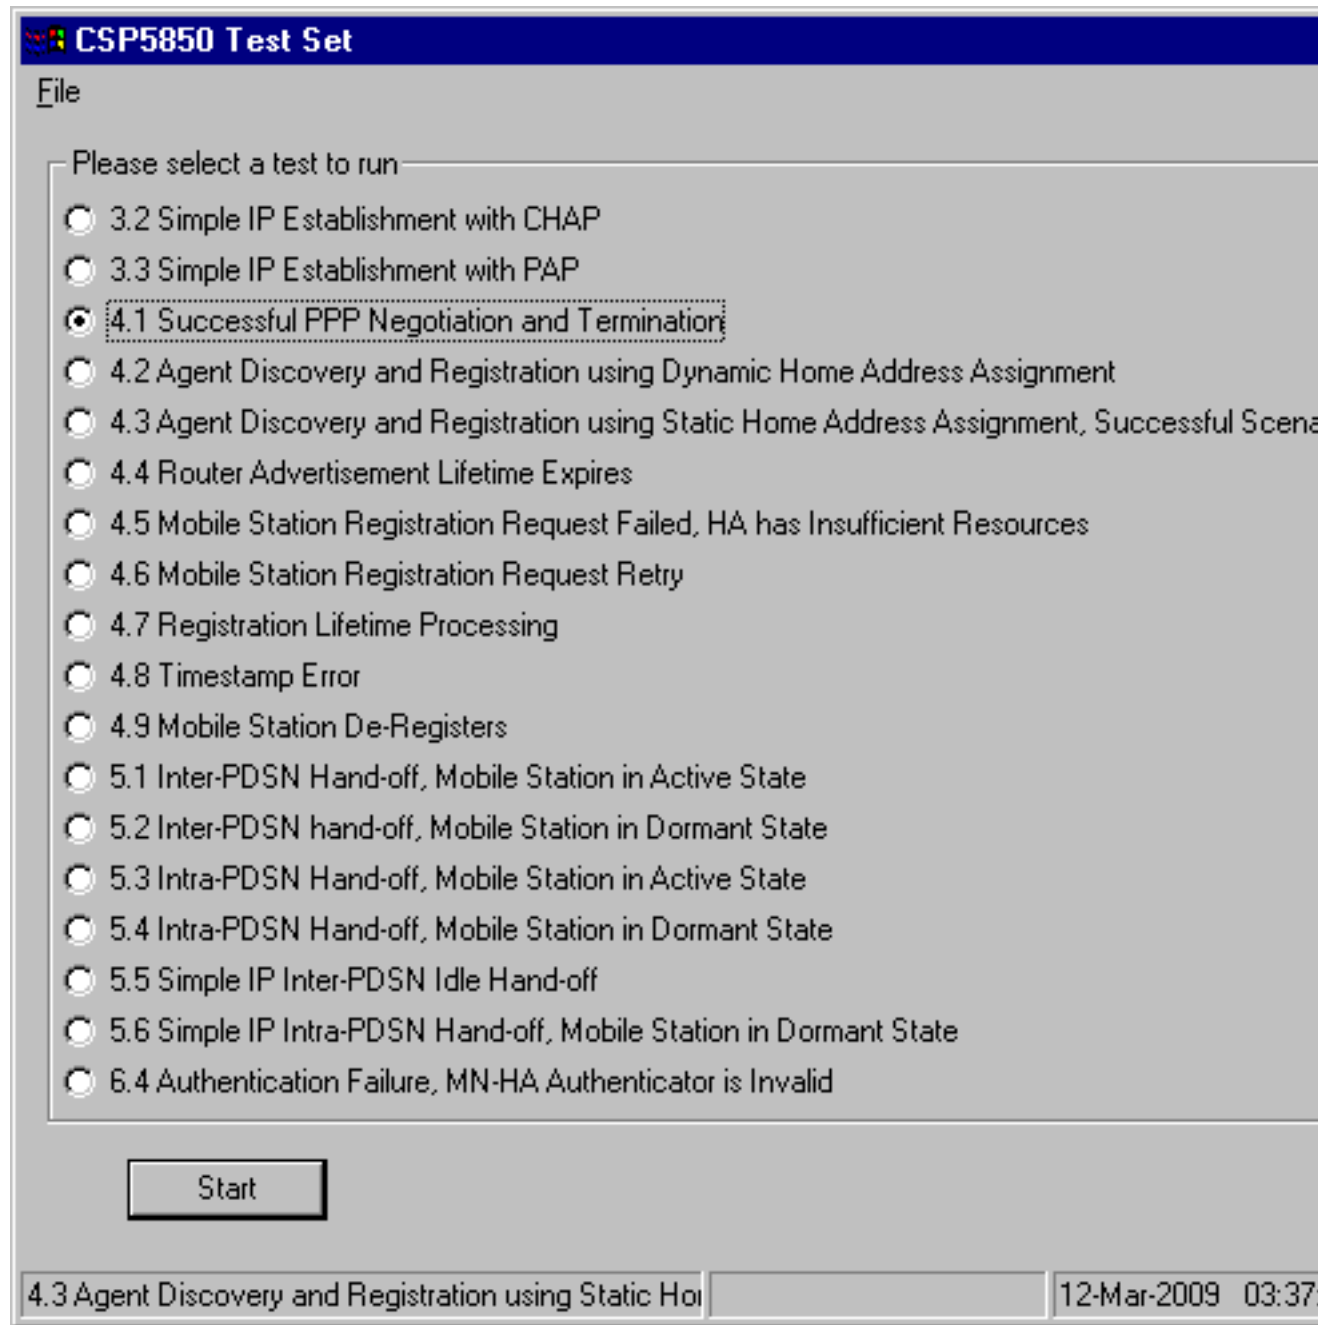 CSP5850 Test Set
File
Please select a test to run
3.2 Simple IP Establishment with CHAP
3.3 Simple IP Establishment with PAP
4.1 Successful PPP Negotiation and Termination
4.2 Agent Discovery and Registration using Dynamic Home Address Assignment
4.3 Agent Discovery and Registration using Static Home Address Assignment, Successful Scena
4.4 Router Advertisement Lifetime Expires
4.5 Mobile Station Registration Request Failed, HA has Insufficient Resources
4.6 Mobile Station Registration Request Retry
4.7 Registration Lifetime Processing
4.8 Timestamp Error
4.9 Mobile Station De-Registers
5.1 Inter-PDSN Hand-off, Mobile Station in Active State
5.2 Inter-PDSN hand-off, Mobile Station in Dormant State
5.3 Intra-PDSN Hand-off, Mobile Station in Active State
5.4 Intra-PDSN Hand-off, Mobile Station in Dormant State
5.5 Simple IP Inter-PDSN Idle Hand-off
5.6 Simple IP Intra-PDSN Hand-off, Mobile Station in Dormant State
6.4 Authentication Failure, MN-HA Authenticator is Invalid
Start
4.3 Agent Discovery and Registration using Static Ho 12-Mar-2009 03:37: